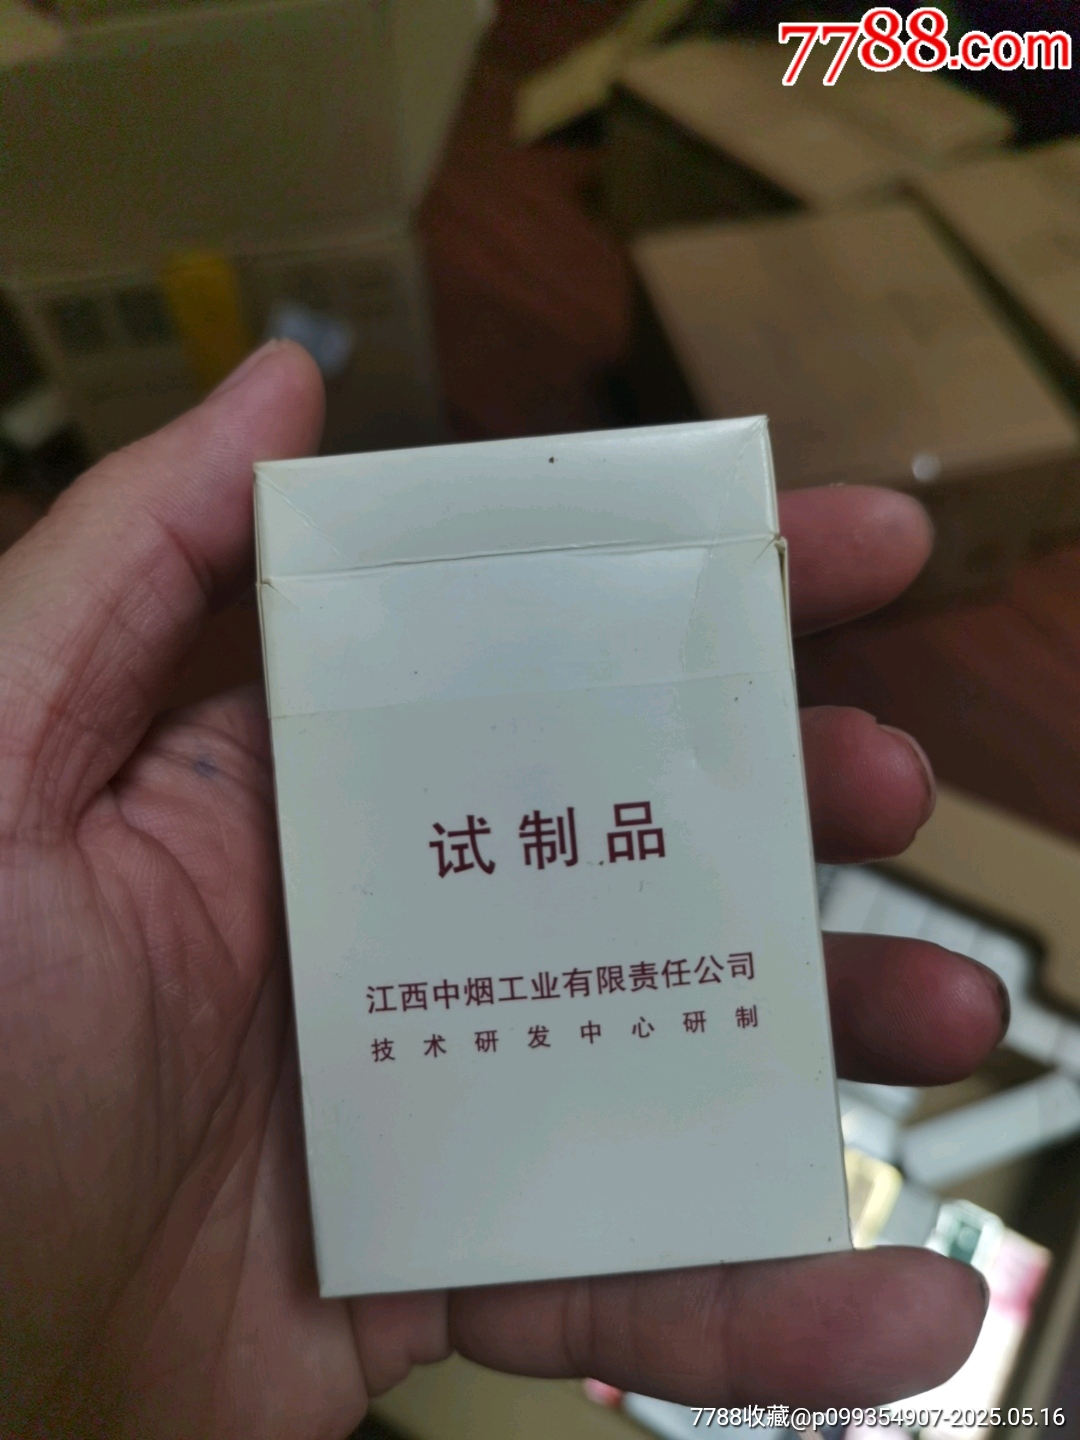 7788.com
试制品
江西中烟工业有限责任公司
技术研发中心研制
7788收藏@p099354907-2025.05.16